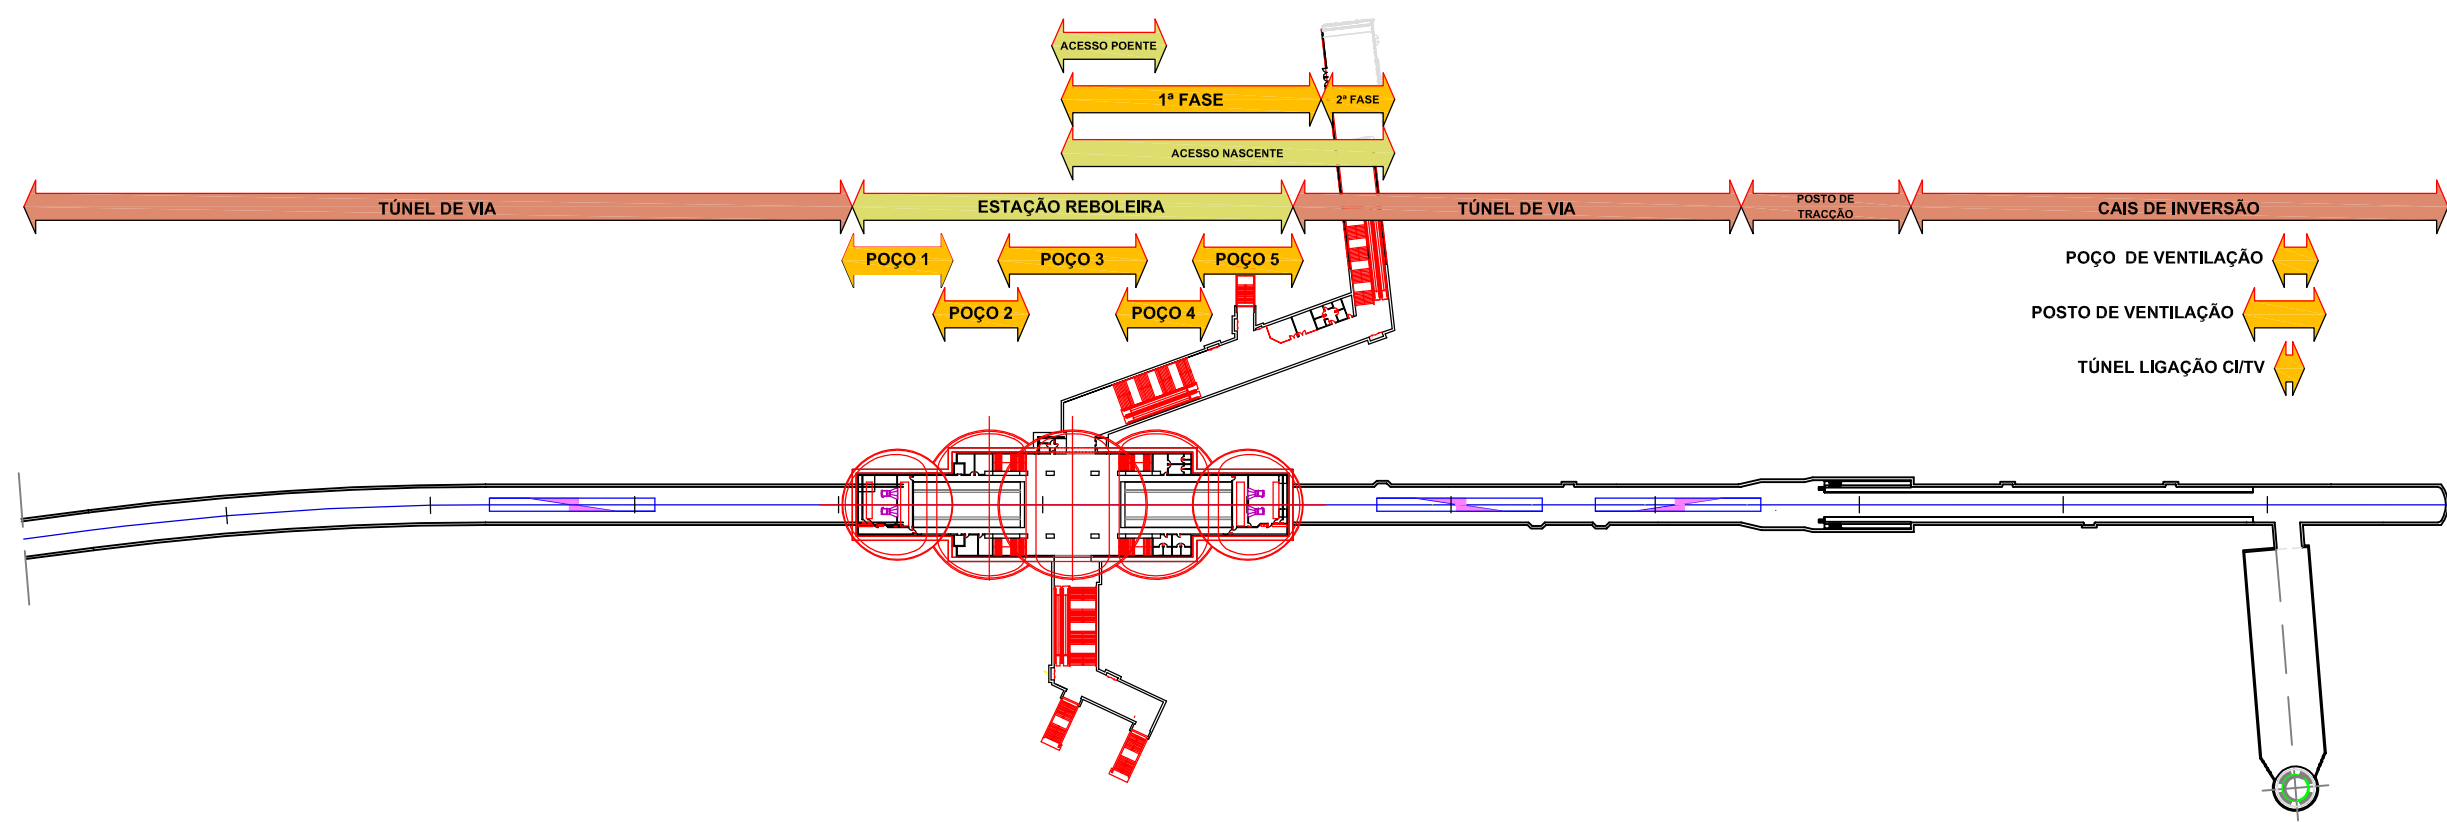 ACESSO POENTE
1ª FASE
2ª FASE
ACESSO NASCENTE
TÚNEL DE VIA
ESTAÇÃO REBOLEIRA
TÚNEL DE VIA
POSTO DE
TRACÇÃO
CAIS DE INVERSÃO
POÇO 1
POÇO 3
POÇO 5
POÇO DE VENTILAÇÃO
POÇO 2
POÇO 4
POSTO DE VENTILAÇÃO
TÚNEL LIGAÇÃO CI/TV